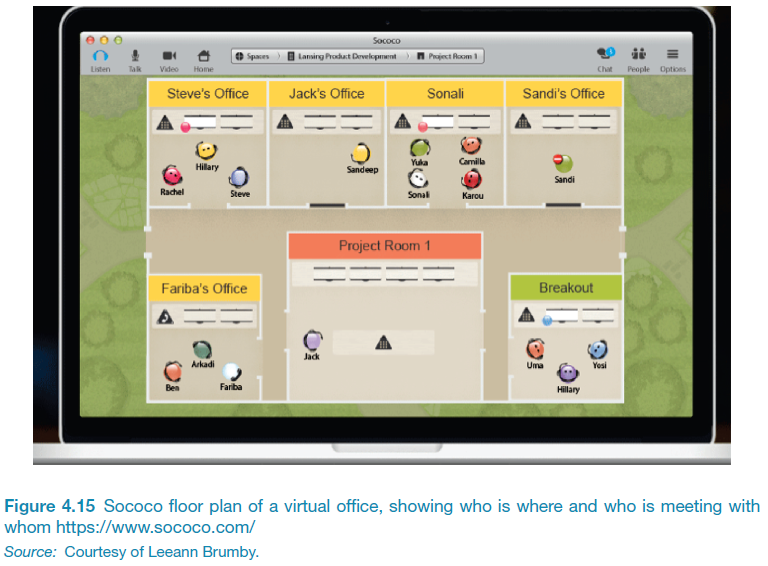 Sococo
Listen
Talk
Video
Home
Spaces
Lansing Product Development
Project Room 1
1
Chat
People
Options
Steve's Office
Jack's Office
Sonali
Sandi's Office
Hillary
Rachel
Steve
Sandeep
Yuka
Camilla
Sonali
Karou
Sandi
Project Room 1
Fariba's Office
Breakout
Jack
Arkadi
Ben
Fariba
Uma
Yosi
Hillary
Figure 4.15 Sococo floor plan of a virtual office, showing who is where and who is meeting with
whom https://www.sococo.com/
Source: Courtesy of Leeann Brumby.